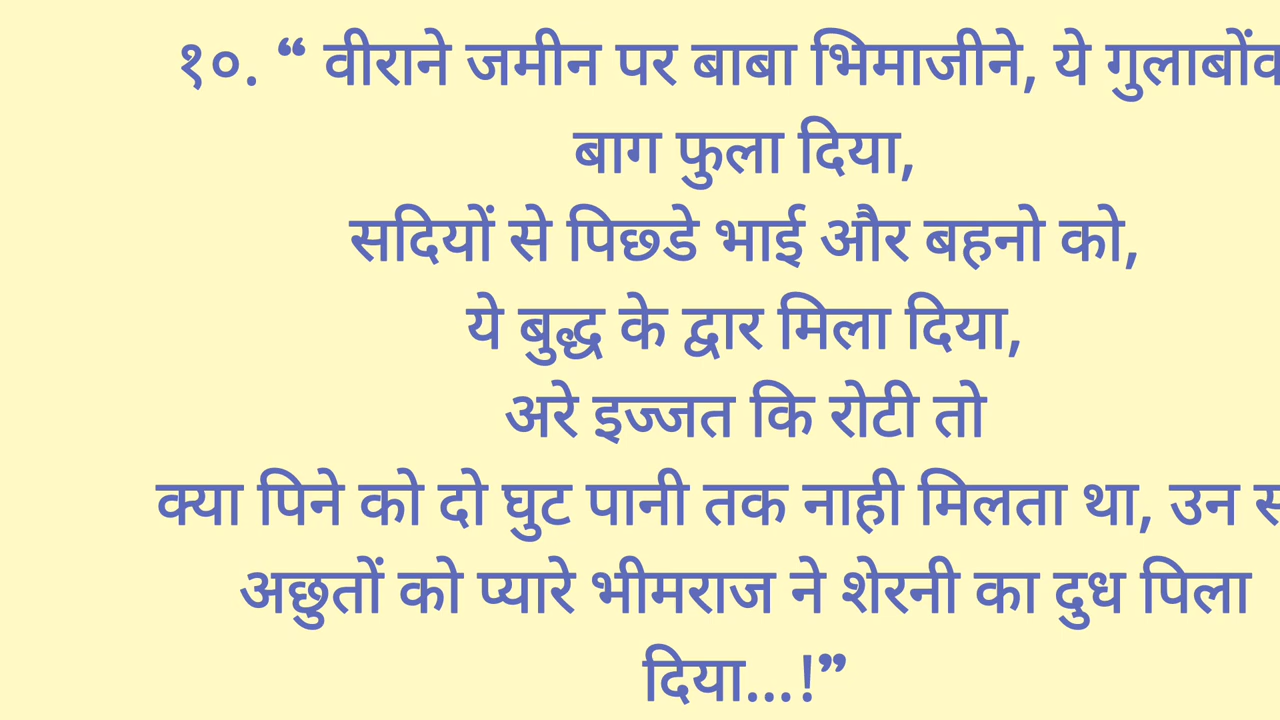 १०. “ वीराने जमीन पर बाबा भिमाजीने, ये
बाग फुला दिया,
सदियों से पिछडे भाई और बहनो को,
ये बुद्ध के द्वार मिला दिया,
अरे इज्जत कि रोटी तो
क्या पिने को दो घुट पानी तक नाही मिलता था, उन
अछुतों को प्यारे भीमराज ने शेरनी का दुध पिला
दिया...!”